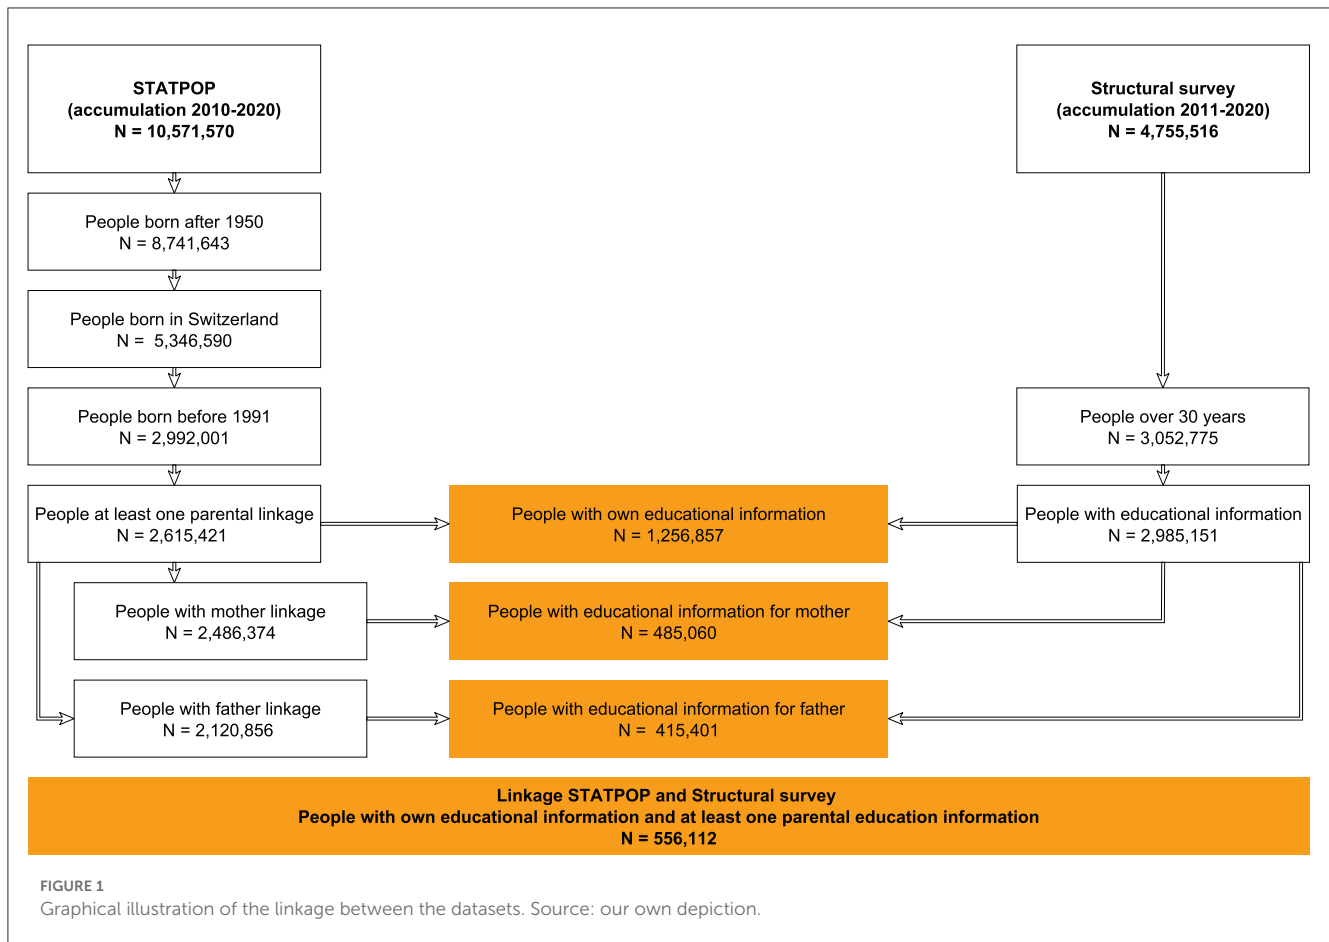 STATPOP
(accumulation 2010-2020)
N = 10,571,570
Structural survey
(accumulation 2011-2020)
N = 4,755,516
People born after 1950
N = 8,741,643
People born in Switzerland
N =  5,346,590
People born before 1991
N = 2,992,001
People over 30 years
N = 3,052,775
People at least one parental linkage
N = 2,615,421
People with own educational information
N = 1,256,857
People with educational information
N = 2,985,151
People with mother linkage
N = 2,486,374
People with educational information for mother
N = 485,060
People with father linkage
N = 2,120,856
People with educational information for father
N =  415,401
Linkage STATPOP and Structural survey
People with own educational information and at least one parental education information
N = 556,112
FIGURE 1
Graphical illustration of the linkage between the datasets. Source: our own depiction.